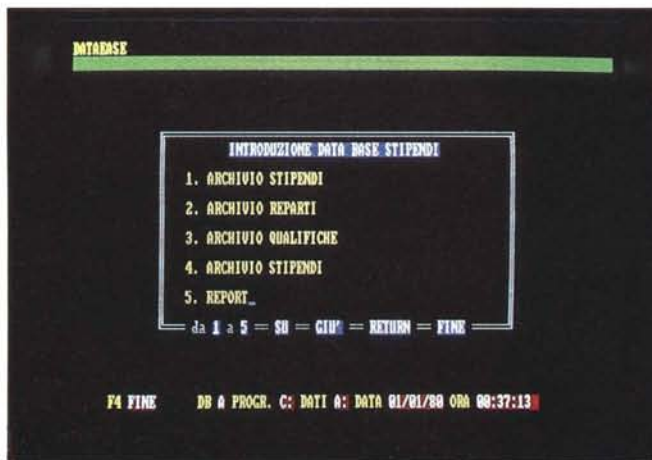 DATABASE
INTRODUZIONE DATA BASE STIPENDI
1. ARCHIVIO STIPENDI
2. ARCHIVIO REPARTI
3. ARCHIVIO QUALIFICHE
4. ARCHIVIO STIPENDI
5. REPORT_
da 1 a 5 = SU = GIU' = RETURN = FINE
F4 FINE DB A PROGR. C: DATI A: DATA 01/01/80 ORA 00:37:13